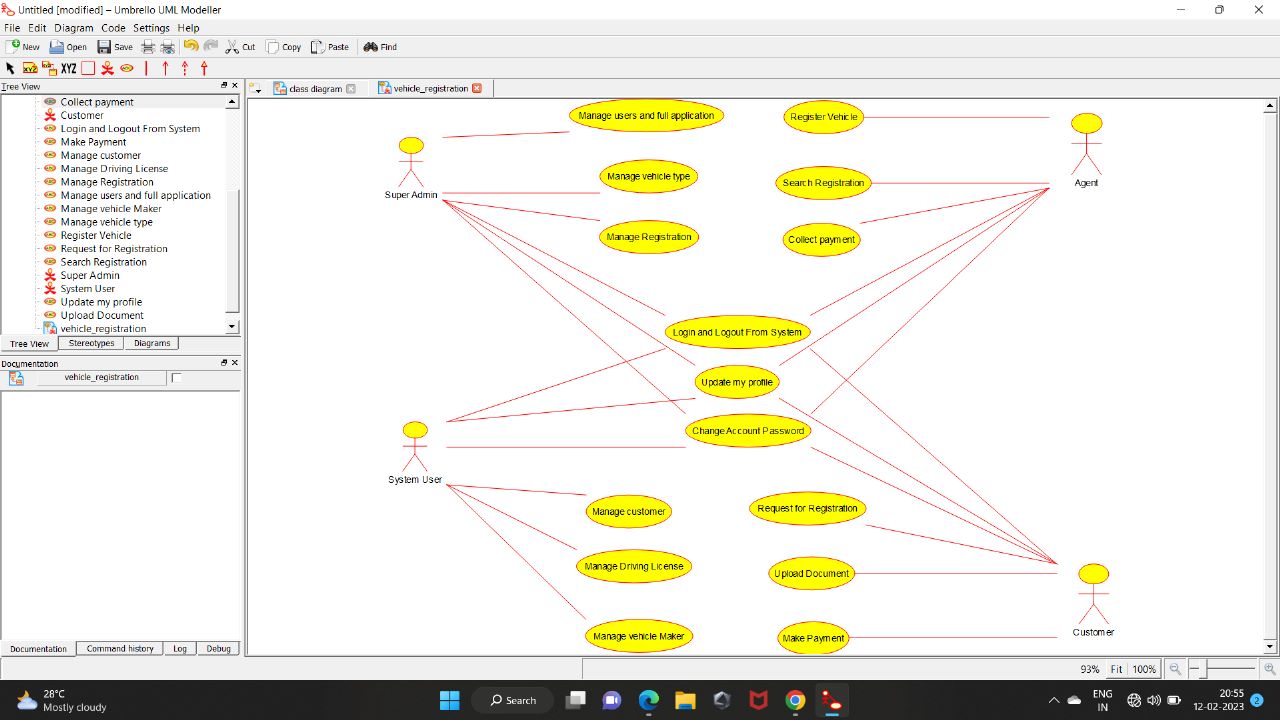 Untitled [modified] – Umbrello UML Modeller
File Edit Diagram Code Settings Help
New Open Save Cut Copy Paste Find
XYZ XYZ
Tree View
class diagram vehicle_registration
Collect payment
Customer
Login and Logout From System
Make Payment
Manage customer
Manage Driving License
Manage Registration
Manage users and full application
Manage vehicle Maker
Manage vehicle type
Register Vehicle
Request for Registration
Search Registration
Super Admin
System User
Update my profile
Upload Document
vehicle_registration
Tree View Stereotypes Diagrams
Documentation
vehicle_registration
Documentation Command history Log Debug
Manage users and full application
Register Vehicle
Manage vehicle type
Search Registration
Super Admin
Agent
Manage Registration
Collect payment
Login and Logout From System
Update my profile
Change Account Password
System User
Manage customer
Request for Registration
Manage Driving License
Upload Document
Manage vehicle Maker
Make Payment
Customer
93% Fit 100%
28°C
Mostly cloudy
Search
ENG
IN
20:55
12-02-2023
2